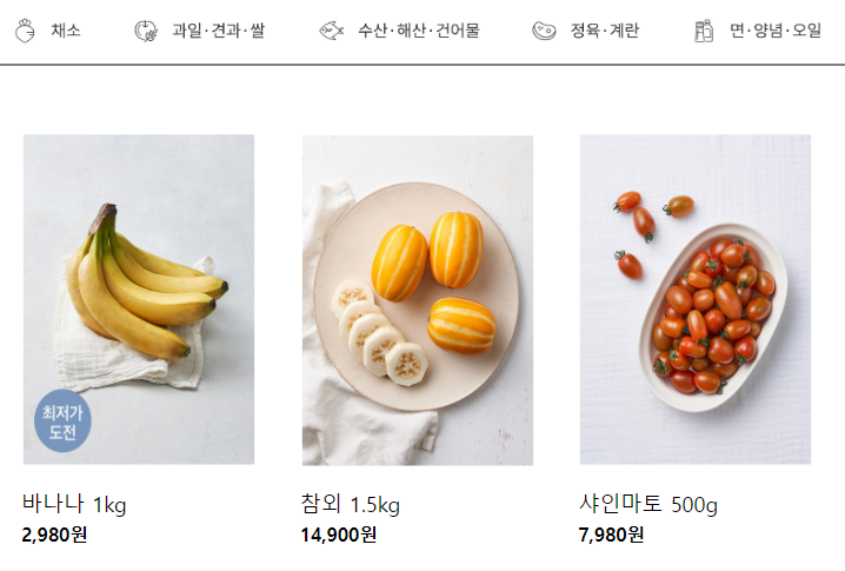 채소
과일·견과·쌀
수산·해산·건어물
정육·계란
면·양념·오일
최저가
도전
바나나 1kg
2,980원
참외 1.5kg
14,900원
샤인마토 500g
7,980원